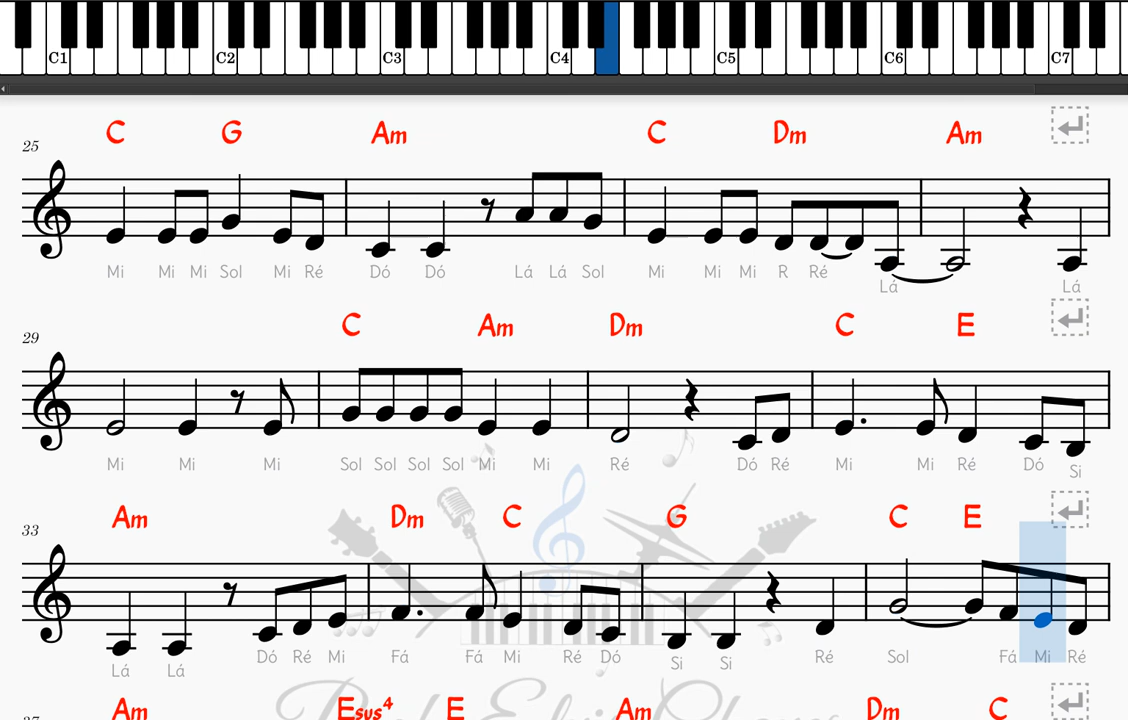 C1 C2 C3 C4 C5 C6 C7
C G Am C Dm Am
25
Mi Mi Mi Sol Mi Ré Dó Dó Lá Lá Sol Mi Mi Mi R Ré Lá Lá
C Am Dm C E
29
Mi Mi Mi Sol Sol Sol Sol Mi Mi Ré Dó Ré Mi Mi Ré Dó Si
Am Dm C G C E
33
Lá Lá Dó Ré Mi Fá Fá Mi Ré Dó Si Si Ré Sol Fá Mi Ré
Am Esus4 E Am Dm C